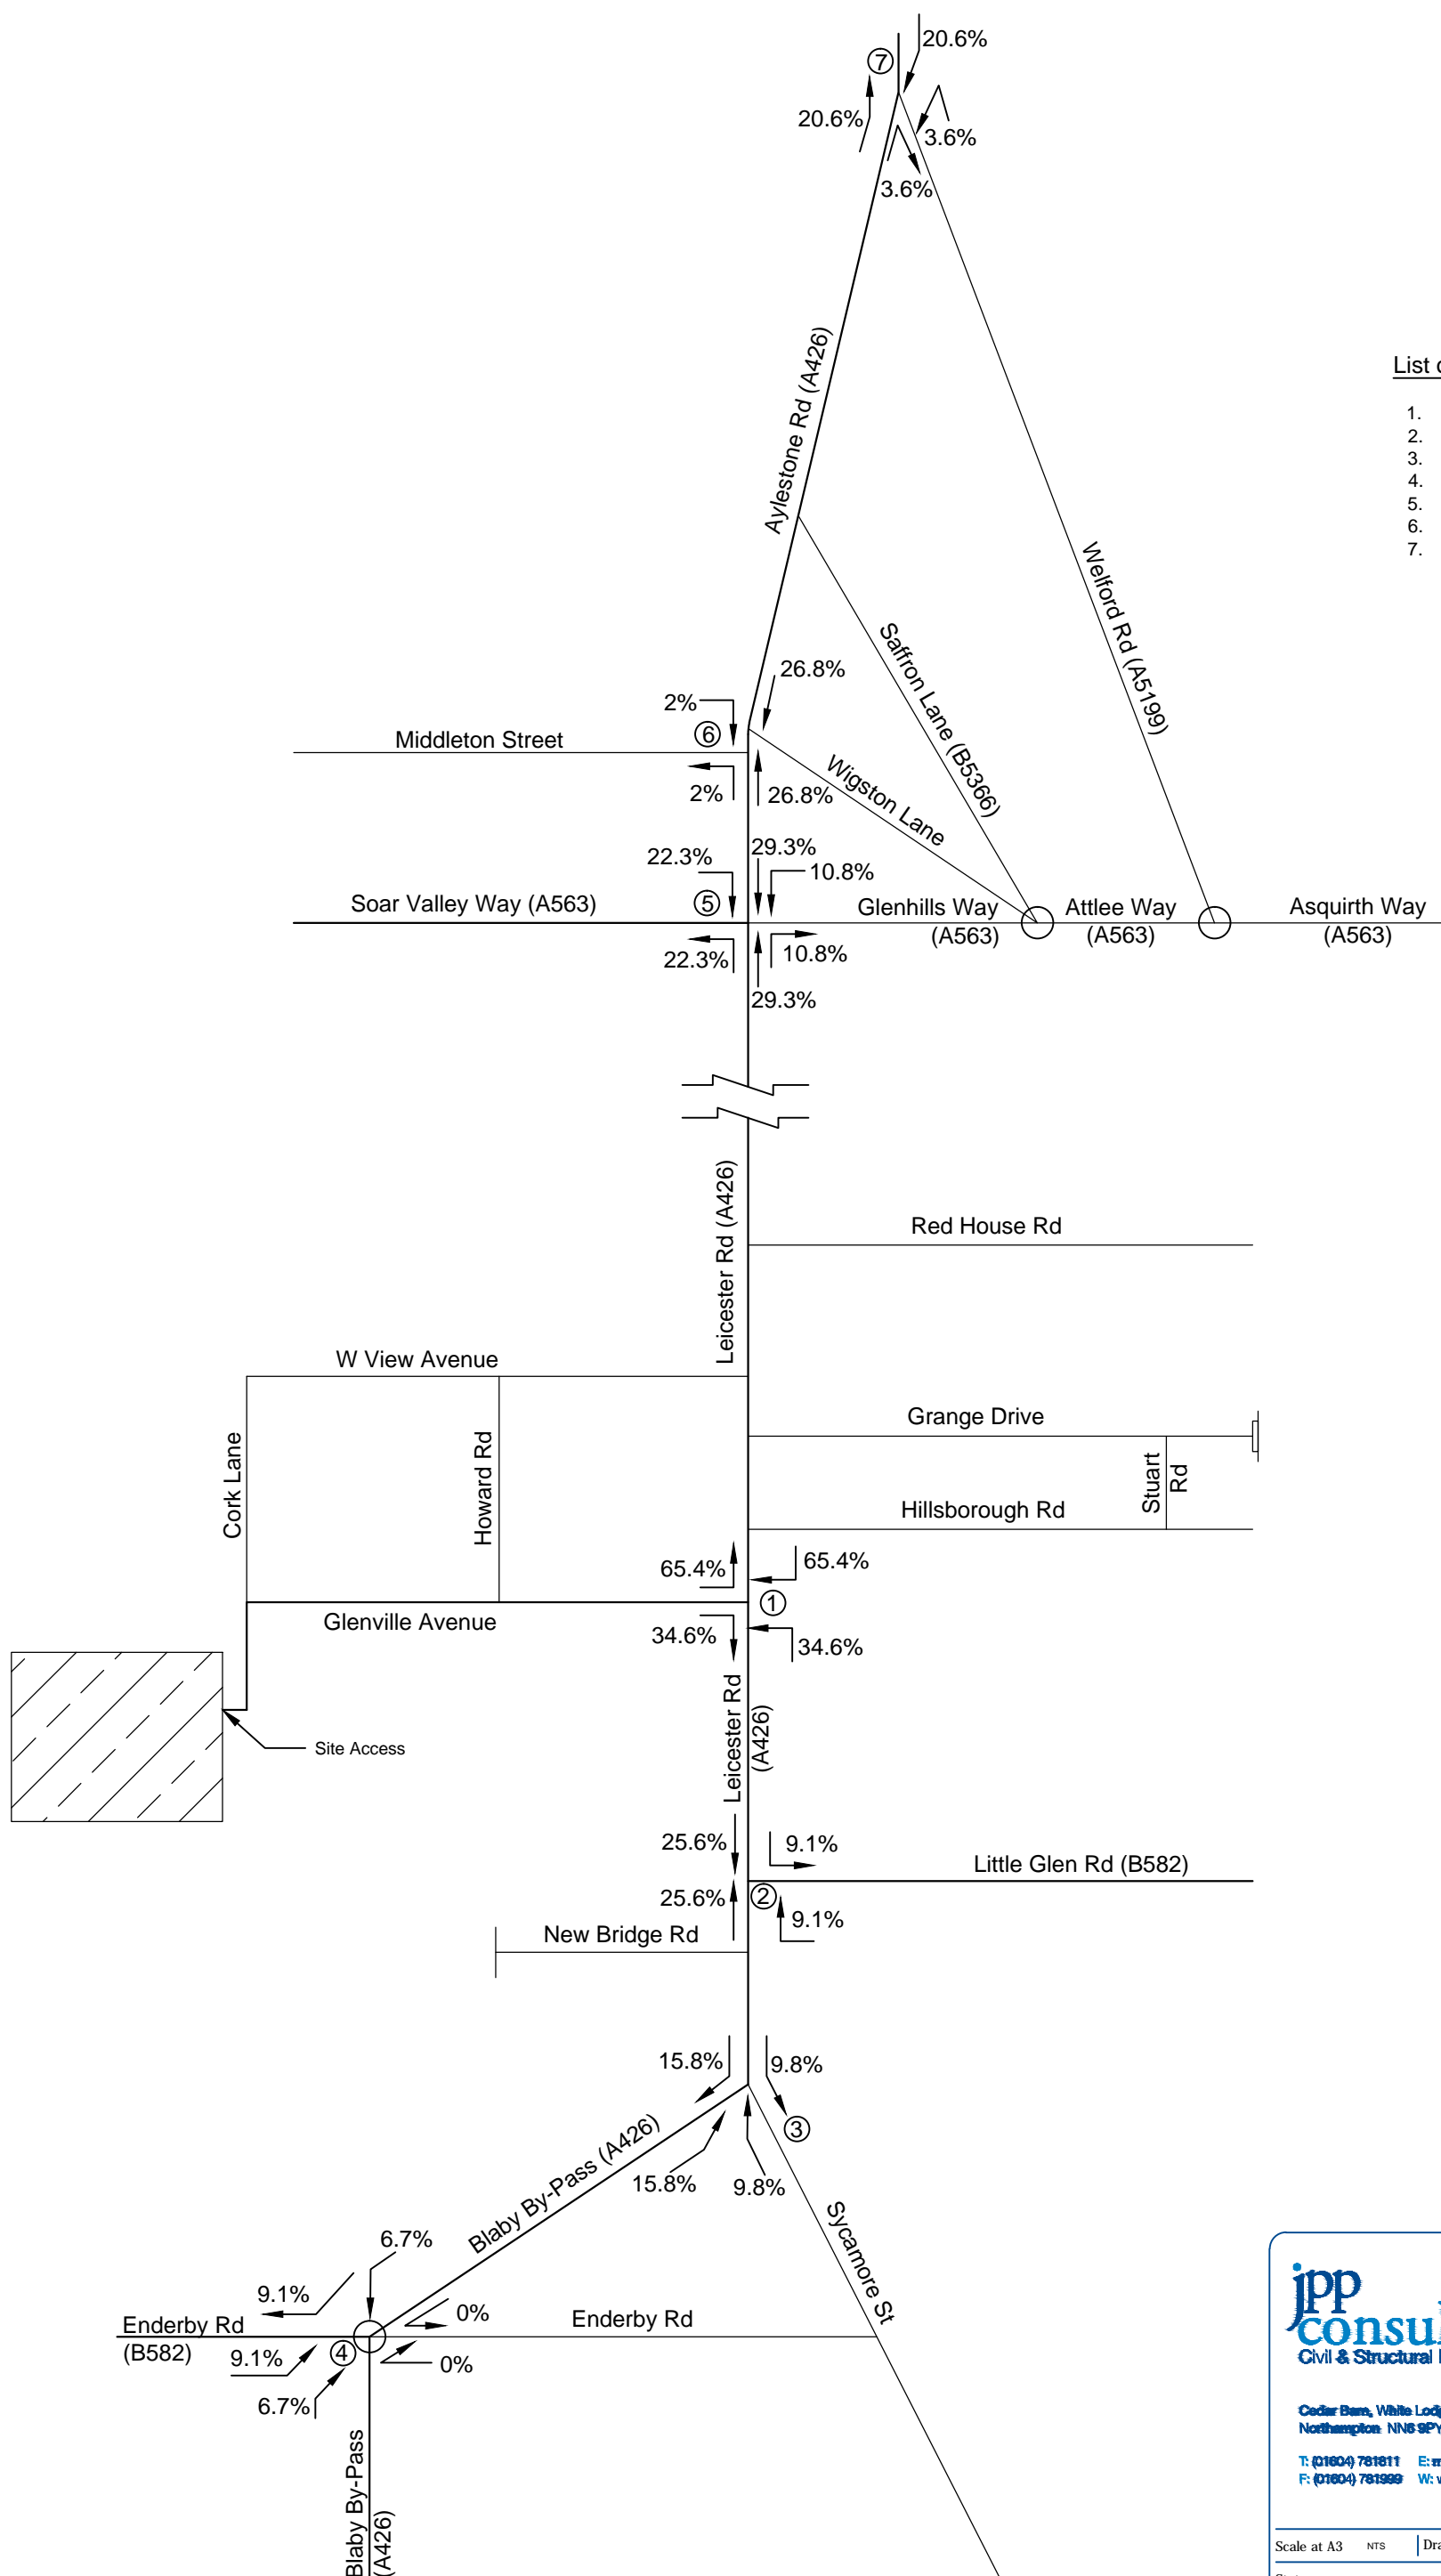 20.6%
7
20.6%
3.6%
3.6%
Aylestone Rd (A426)
List
1.
2.
3.
4.
5.
6.
7.
Welford Rd (A5199)
Saffron Lane (B5366)
26.8%
2%
6
Middleton Street
Wigston Lane
2%
26.8%
29.3%
22.3%
10.8%
5
Soar Valley Way (A563)
Glenhills Way
(A563)
Attlee Way
(A563)
Asquirth Way
(A563)
22.3%
10.8%
29.3%
Leicester Rd (A426)
Red House Rd
W View Avenue
Grange Drive
Cork Lane
Howard Rd
Stuart
Rd
Hillsborough Rd
65.4%
65.4%
1
Glenville Avenue
34.6%
34.6%
Leicester Rd
(A426)
Site Access
25.6%
9.1%
Little Glen Rd (B582)
25.6%
2
9.1%
New Bridge Rd
15.8%
9.8%
3
Blaby By-Pass (A426)
15.8%
9.8%
Sycamore St
6.7%
9.1%
0%
Enderby Rd
(B582)
Enderby Rd
4
9.1%
0%
6.7%
Blaby By-Pass
(A426)
jpp
consul
Civil & Structural
Cedar Barn, White Lod
Northampton NN6 9PY
T: (01604) 781811 E:
F: (01604) 781999 W:
Scale at A3 NTS Dra